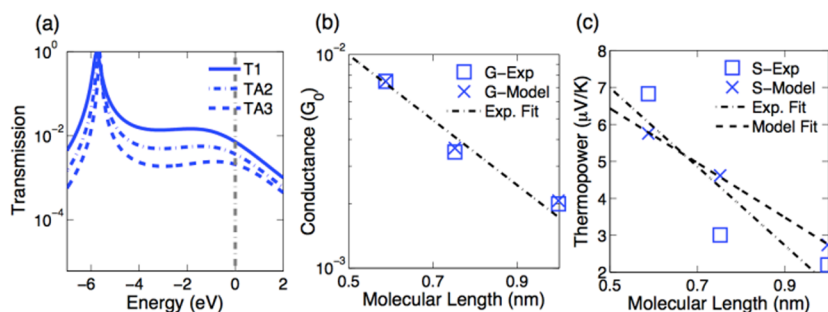 (a)
10⁰
10⁻²
10⁻⁴
Transmission
T1
TA2
TA3
−6 −4 −2 0 2
Energy (eV)
(b)
10⁻²
10⁻³
Conductance (G₀)
G−Exp
G−Model
Exp. Fit
0.5 0.7 0.9
Molecular Length (nm)
(c)
8
7
6
5
4
3
2
Thermopower (μV/K)
S−Exp
S−Model
Exp. Fit
Model Fit
0.5 0.7 0.9
Molecular Length (nm)